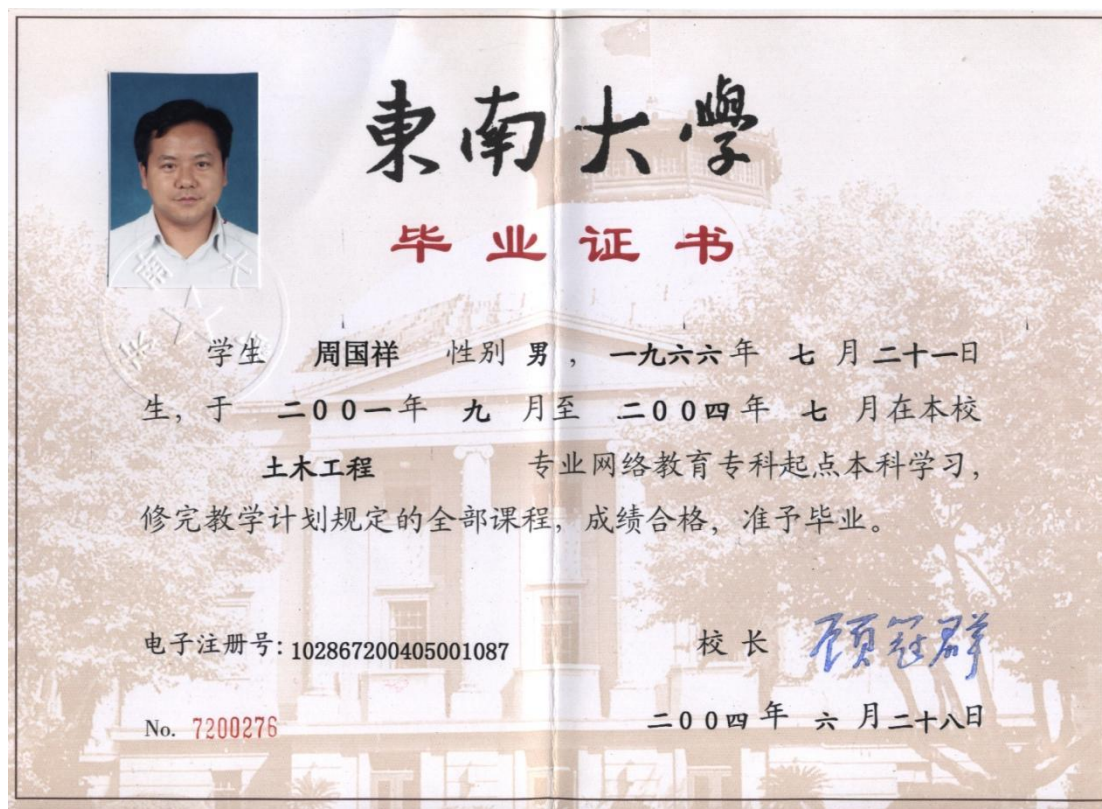 東南大學
毕业证书
学生 周国祥 性别 男， 一九六六年 七 月二十一日
生，于 二00一年 九 月至 二00四年 七 月在本校
土木工程 专业网络教育专科起点本科学习，
修完教学计划规定的全部课程，成绩合格，准予毕业。
电子注册号: 102867200405001087
校长 顾冠群
No. 7200276
二00四年 六 月二十八日